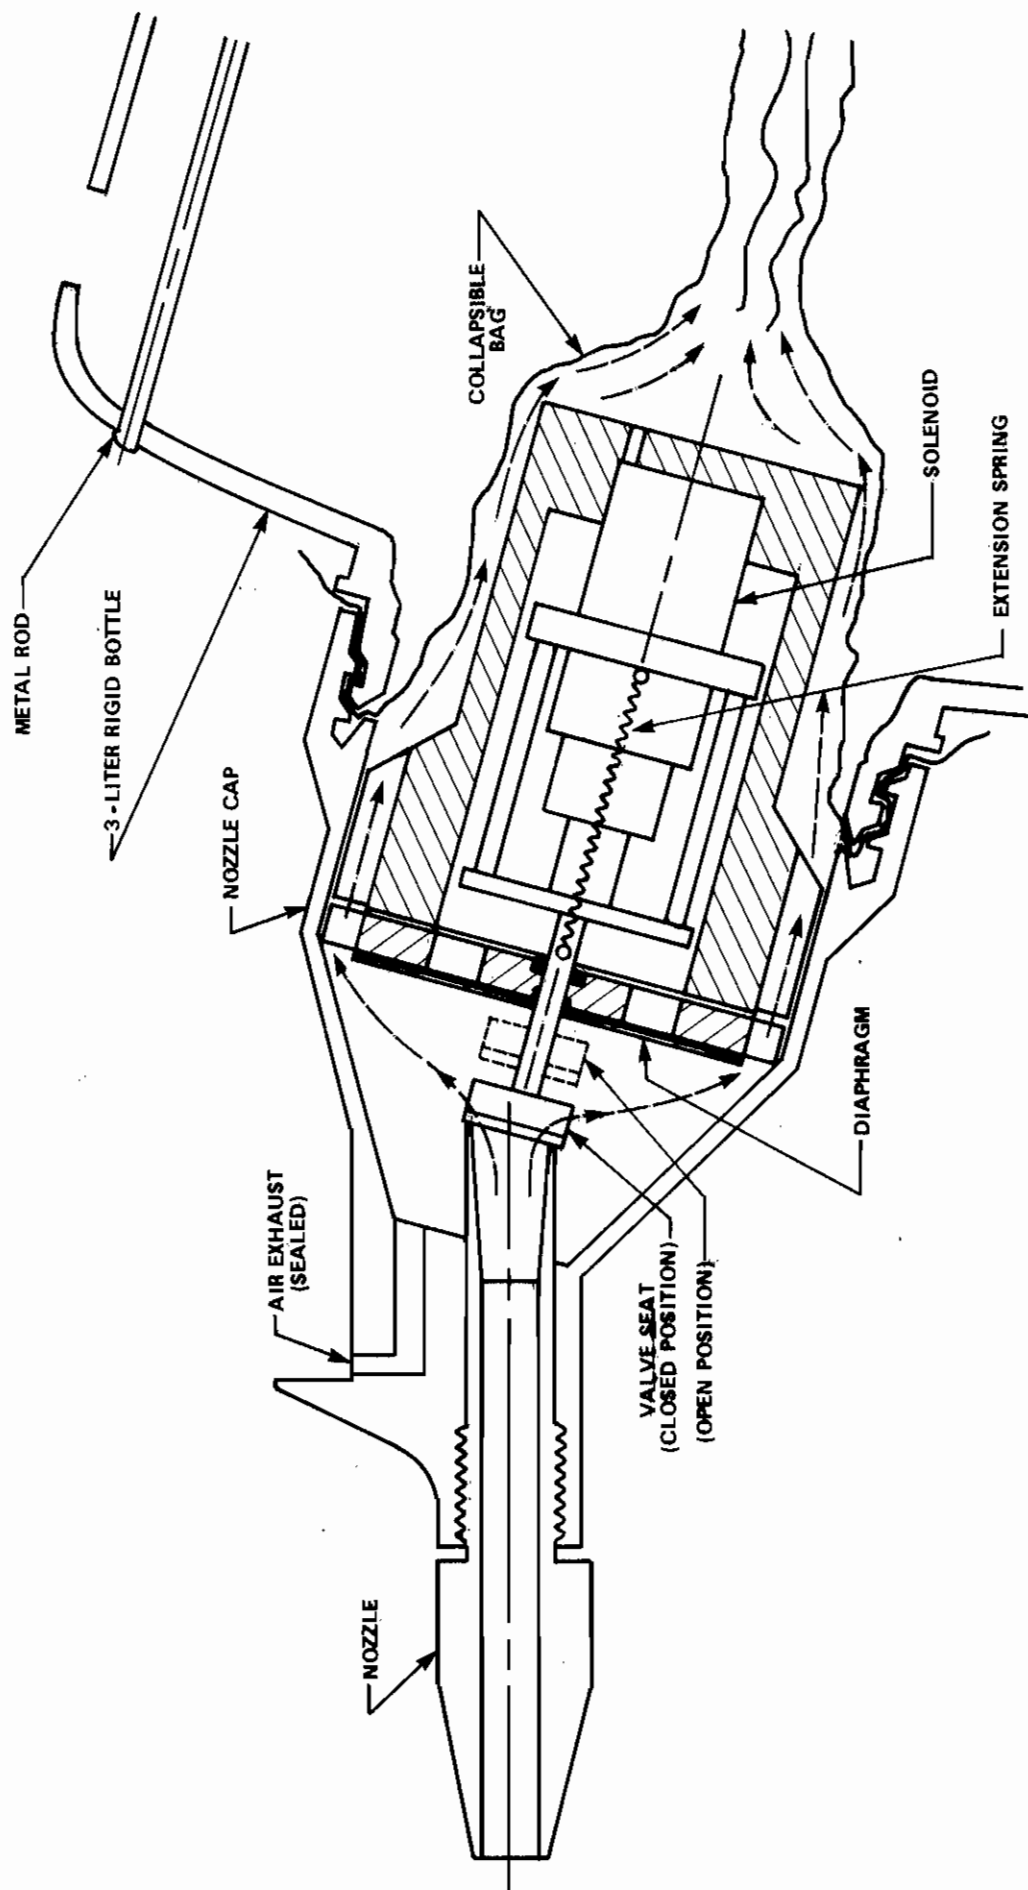 METAL ROD
3-LITER RIGID BOTTLE
NOZZLE CAP
AIR EXHAUST
(SEALED)
NOZZLE
COLLAPSIBLE
BAG
SOLENOID
EXTENSION SPRING
DIAPHRAGM
VALVE SEAT
(CLOSED POSITION)
(OPEN POSITION)